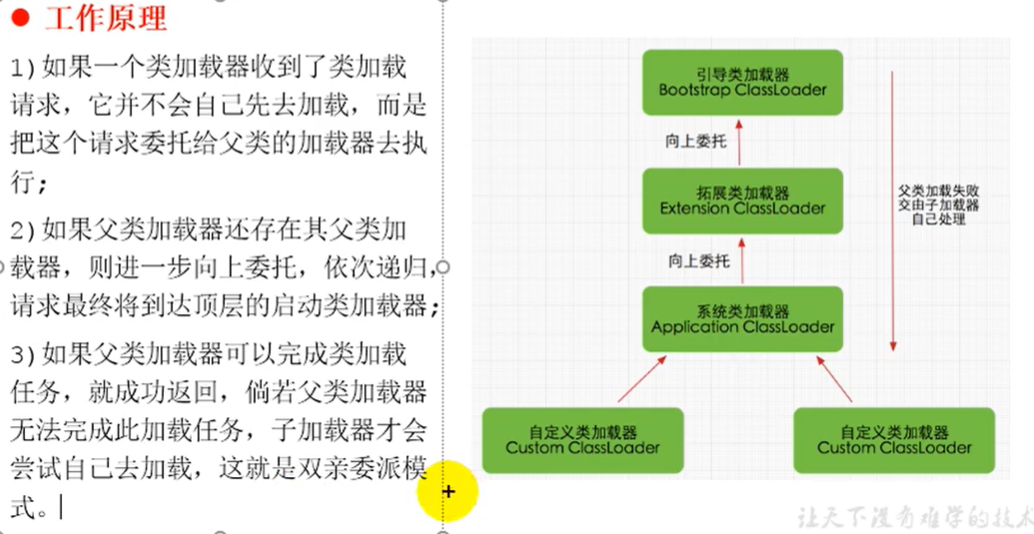 工作原理
1)如果一个类加载器收到了类加载
请求，它并不会自己先去加载，而是
把这个请求委托给父类的加载器去执
行;
2)如果父类加载器还存在其父类加
载器，则进一步向上委托，依次递归，
请求最终将到达顶层的启动类加载器;
3)如果父类加载器可以完成类加载
任务，就成功返回，倘若父类加载器
无法完成此加载任务，子加载器才会
尝试自己去加载，这就是双亲委派模
式。
引导类加载器
Bootstrap ClassLoader
向上委托
拓展类加载器
Extension ClassLoader
向上委托
系统类加载器
Application ClassLoader
父类加载失败
交由子加载器
自己处理
自定义类加载器
Custom ClassLoader
自定义类加载器
Custom ClassLoader
让天下没有难学的技术